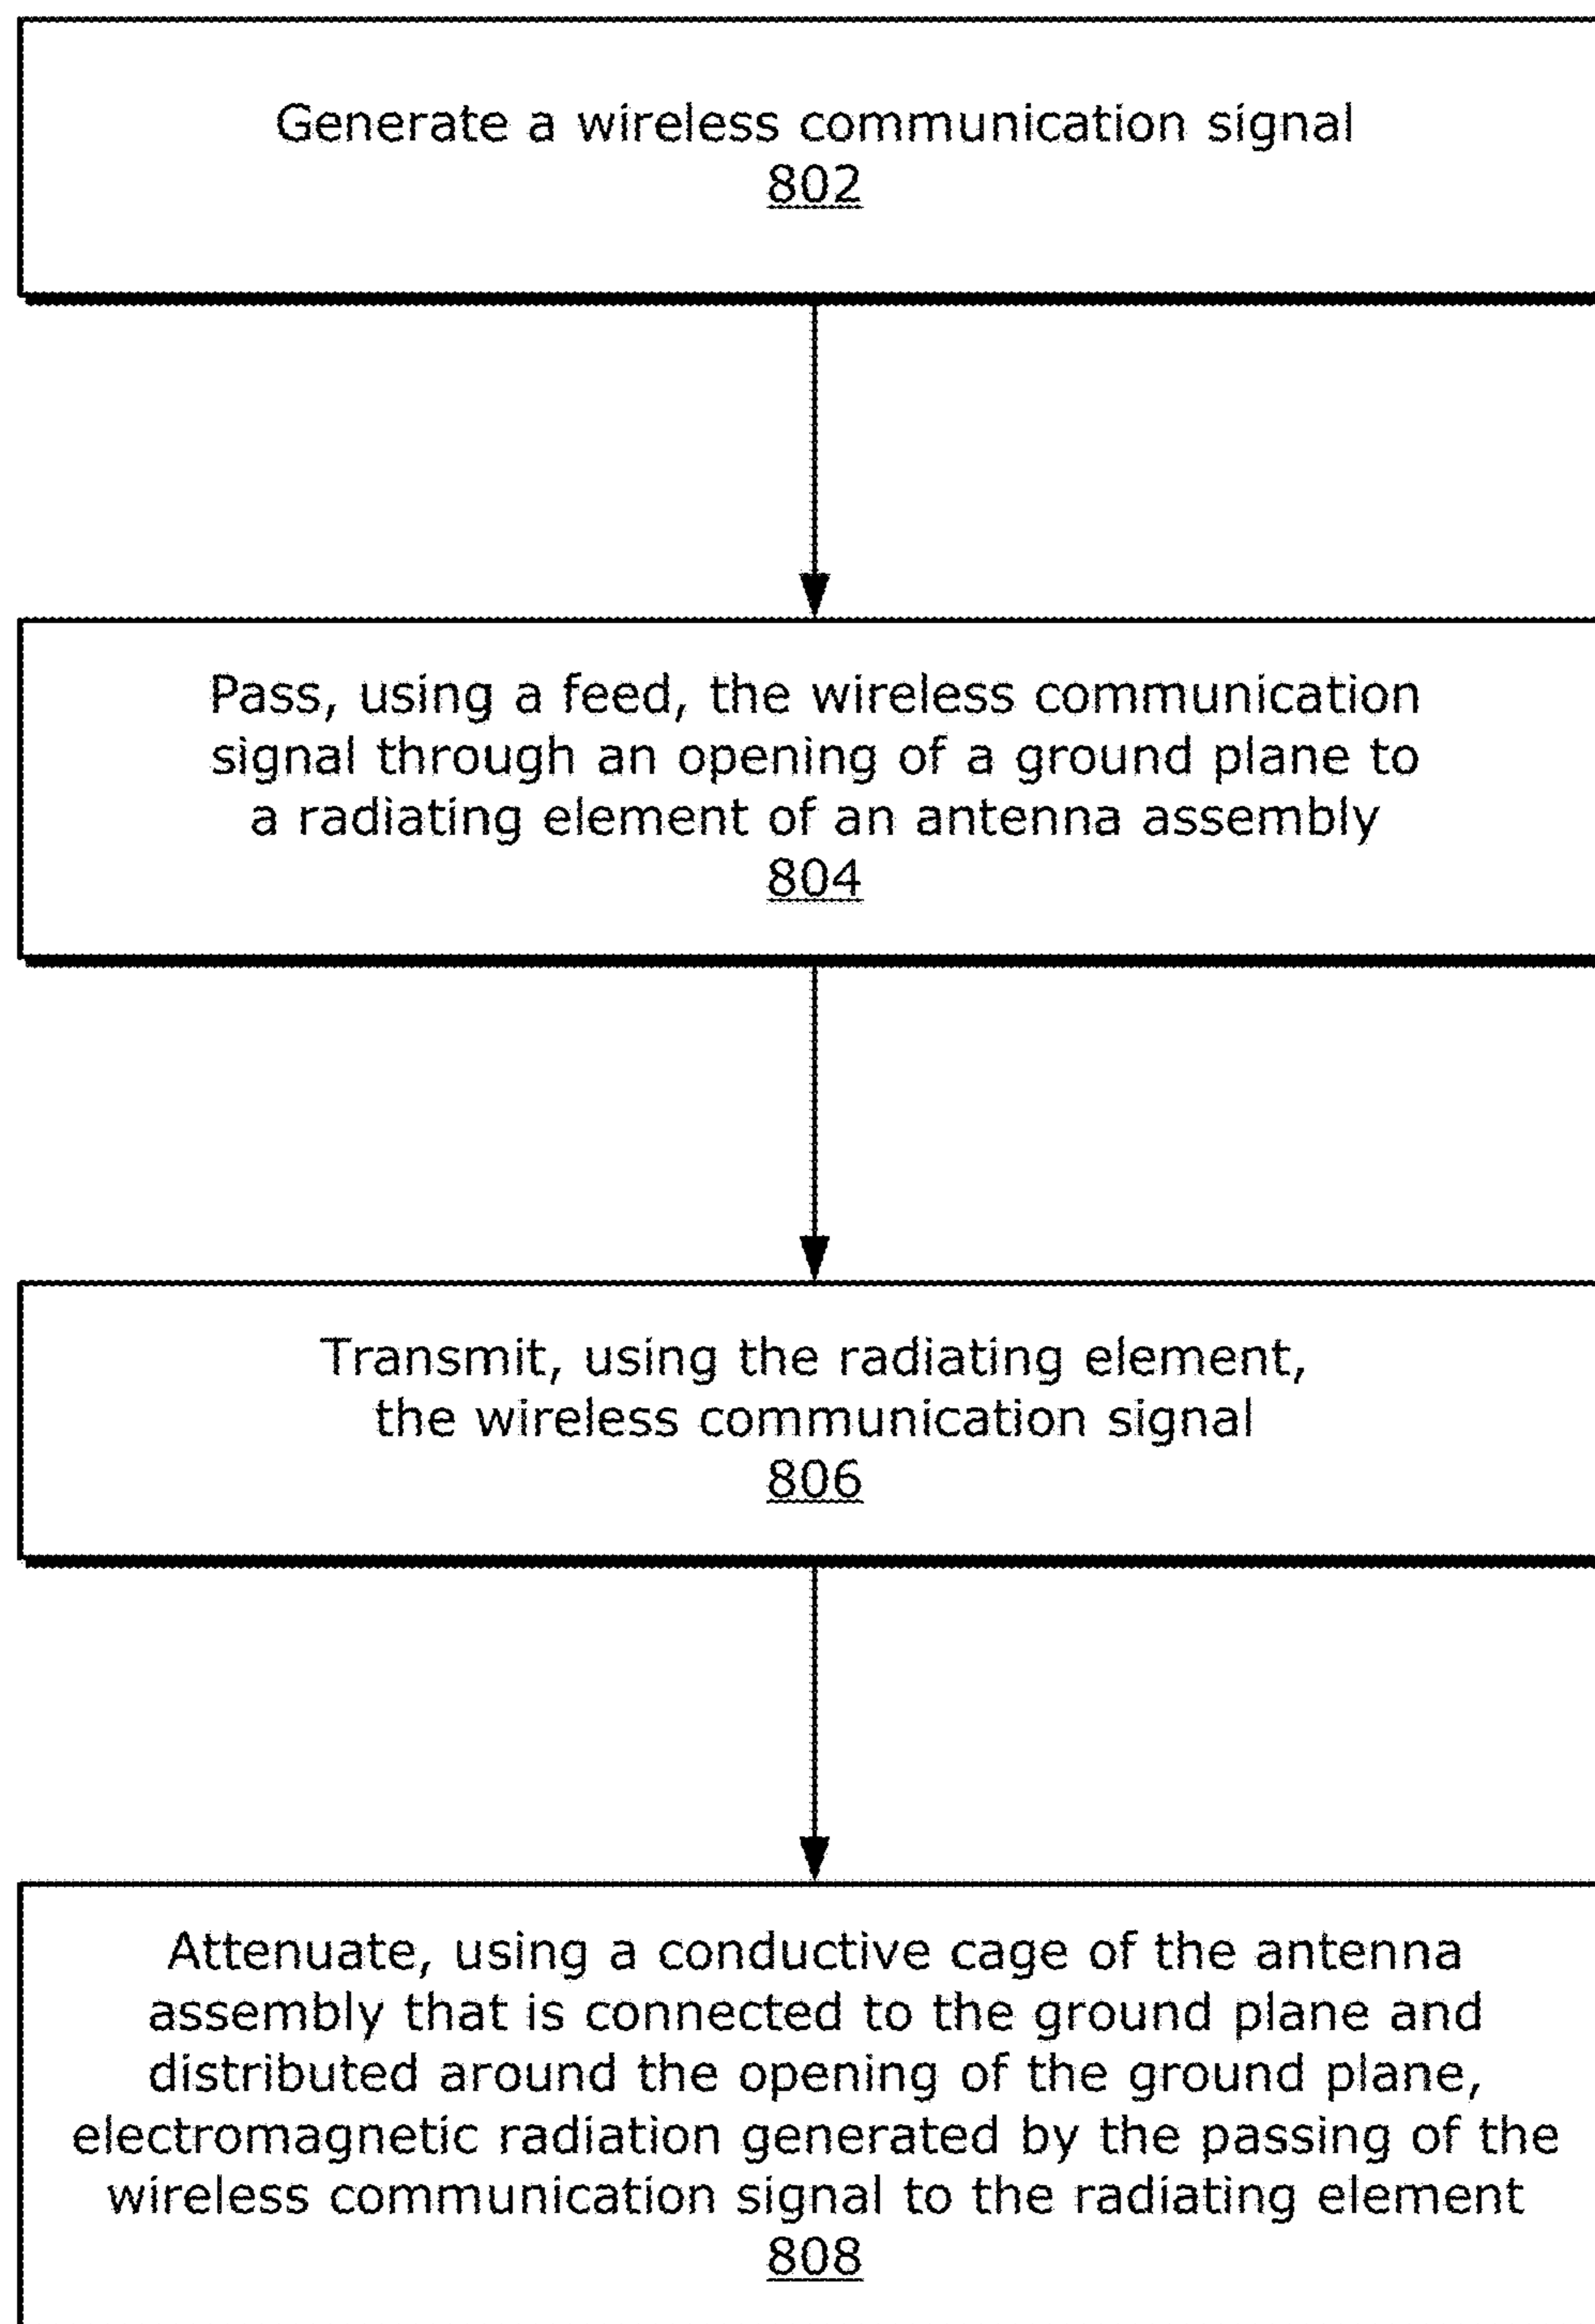 Generate a wireless communication signal
802
Pass, using a feed, the wireless communication
signal through an opening of a ground plane to
a radiating element of an antenna assembly
804
Transmit, using the radiating element,
the wireless communication signal
806
Attenuate, using a conductive cage of the antenna
assembly that is connected to the ground plane and
distributed around the opening of the ground plane,
electromagnetic radiation generated by the passing of the
wireless communication signal to the radiating element
808